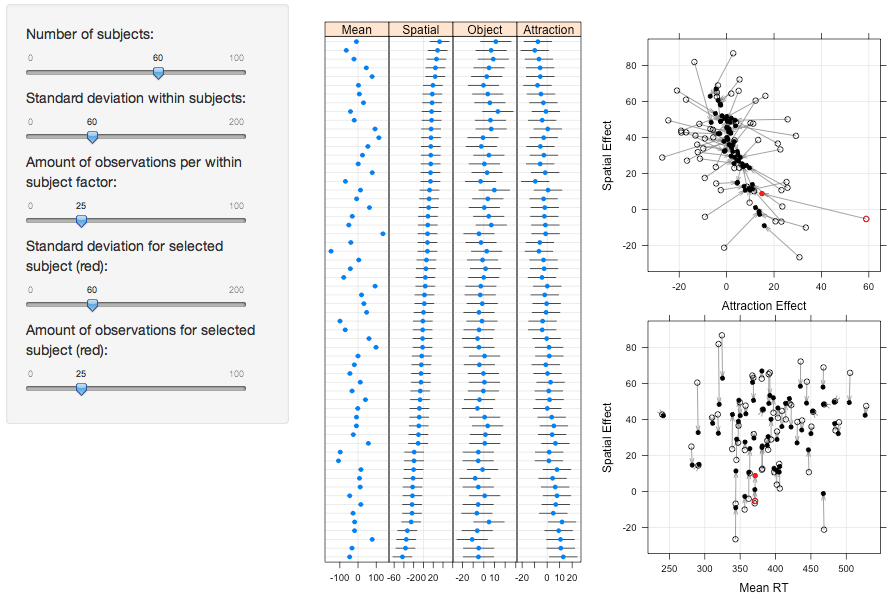 Number of subjects:
0 60 100
Standard deviation within subjects:
0 60 200
Amount of observations per within
subject factor:
0 25 100
Standard deviation for selected
subject (red):
0 60 200
Amount of observations for selected
subject (red):
0 25 100
Mean Spatial Object Attraction
-100 0 100 -60 -20 0 20 -20 0 10 -20 0 10 20
Spatial Effect
80
60
40
20
0
-20
-20 0 20 40 60
Attraction Effect
Spatial Effect
80
60
40
20
0
-20
250 300 350 400 450 500
Mean RT